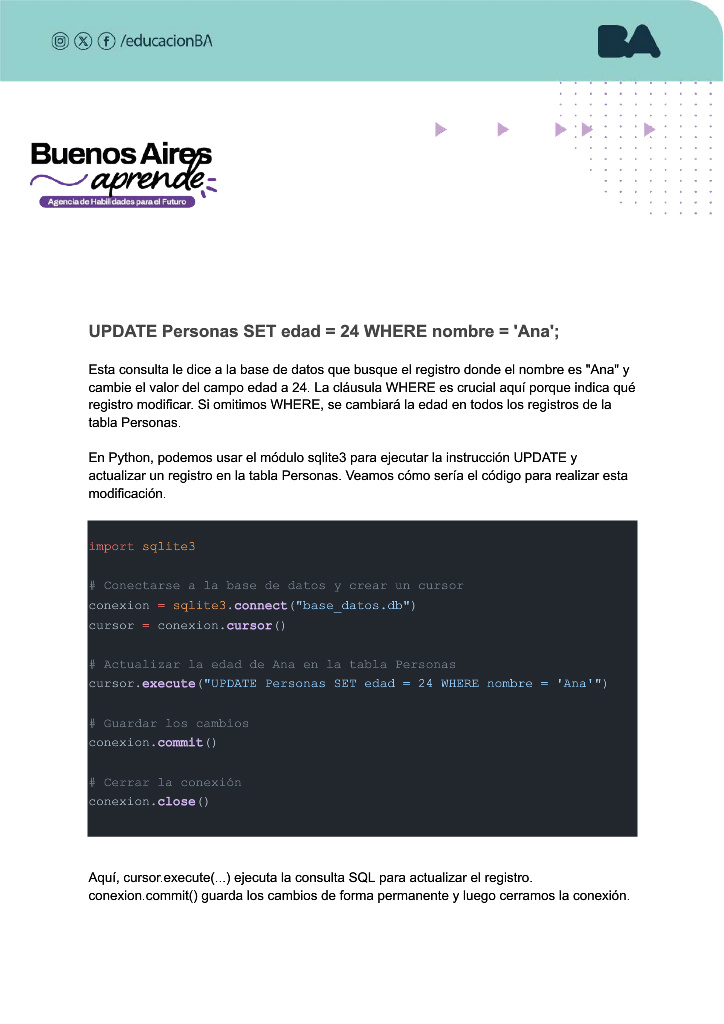 /educacionBA
BA
Buenos Aires
aprende
Agencia de Habilidades para el Futuro
UPDATE Personas SET edad = 24 WHERE nombre = 'Ana';
Esta consulta le dice a la base de datos que busque el registro donde el nombre es "Ana" y
cambie el valor del campo edad a 24. La cláusula WHERE es crucial aquí porque indica qué
registro modificar. Si omitimos WHERE, se cambiará la edad en todos los registros de la
tabla Personas.
En Python, podemos usar el módulo sqlite3 para ejecutar la instrucción UPDATE y
actualizar un registro en la tabla Personas. Veamos cómo sería el código para realizar esta
modificación.
import sqlite3
# Conectarse a la base de datos y crear un cursor
conexion = sqlite3.connect("base_datos.db")
cursor = conexion.cursor()
# Actualizar la edad de Ana en la tabla Personas
cursor.execute("UPDATE Personas SET edad = 24 WHERE nombre = 'Ana'")
# Guardar los cambios
conexion.commit()
# Cerrar la conexión
conexion.close()
Aquí, cursor.execute(...) ejecuta la consulta SQL para actualizar el registro.
conexion.commit() guarda los cambios de forma permanente y luego cerramos la conexión.